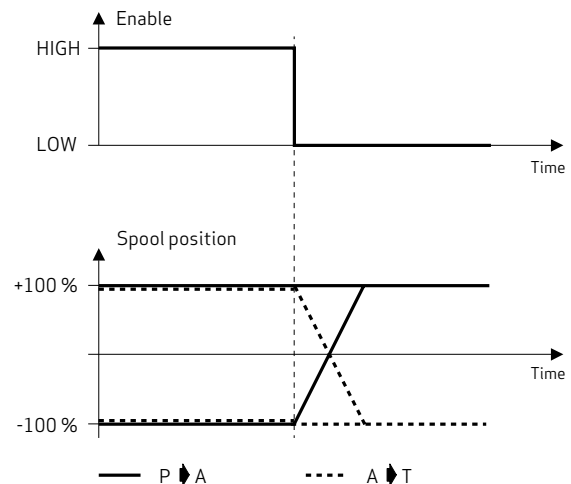 Enable
HIGH
LOW
Time
Spool position
+100 %
Time
-100 %
P A
A T